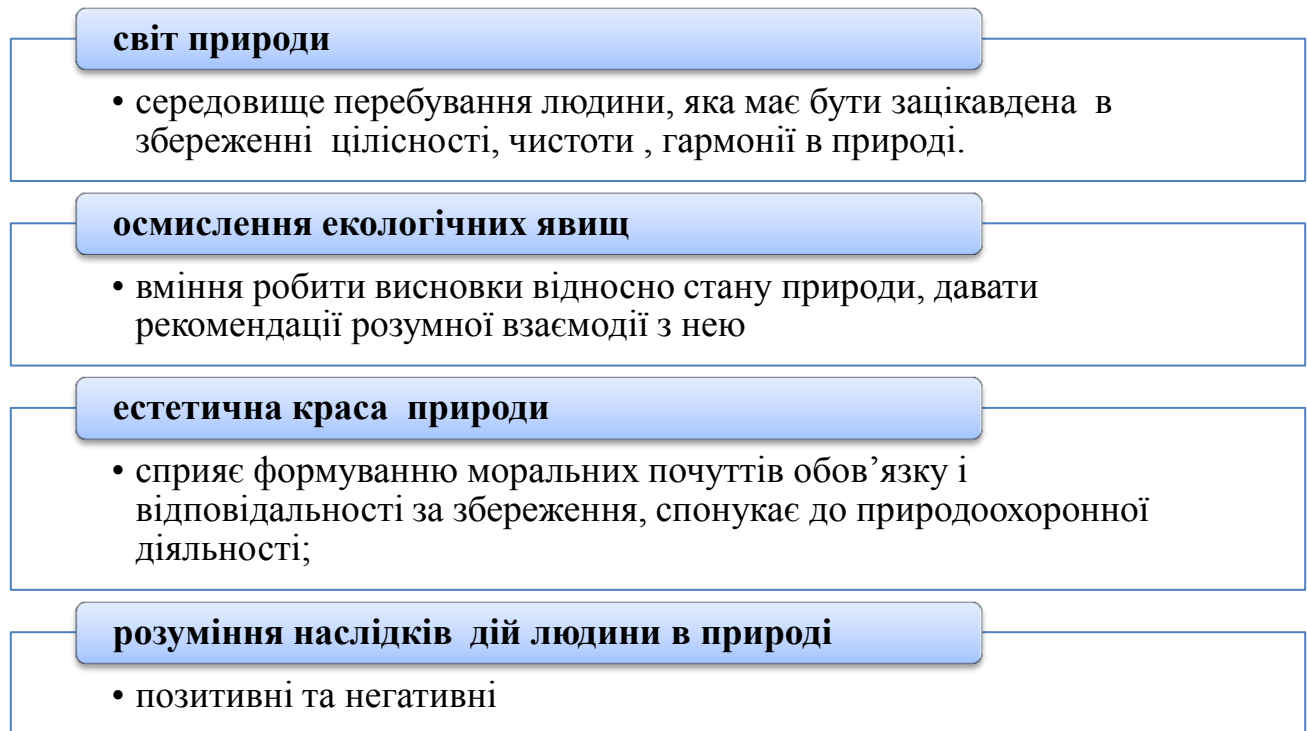 світ природи
• середовище перебування людини, яка має бути зацікавдена в
збереженні цілісності, чистоти , гармонії в природі.
осмислення екологічних явищ
• вміння робити висновки відносно стану природи, давати
рекомендації розумної взаємодії з нею
естетична краса природи
• сприяє формуванню моральних почуттів обов’язку і
відповідальності за збереження, спонукає до природоохоронної
діяльності;
розуміння наслідків дій людини в природі
• позитивні та негативні